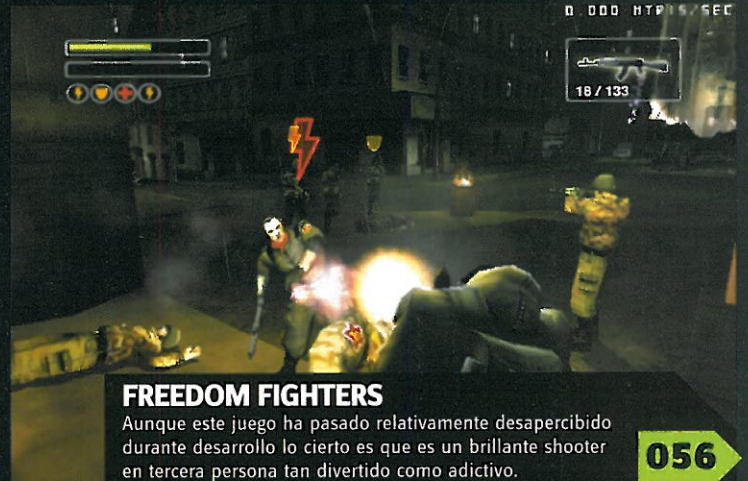 0.000 MTRIS/SEC
18 / 133
FREEDOM FIGHTERS
Aunque este juego ha pasado relativamente desapercibido
durante desarrollo lo cierto es que es un brillante shooter
en tercera persona tan divertido como adictivo.
056